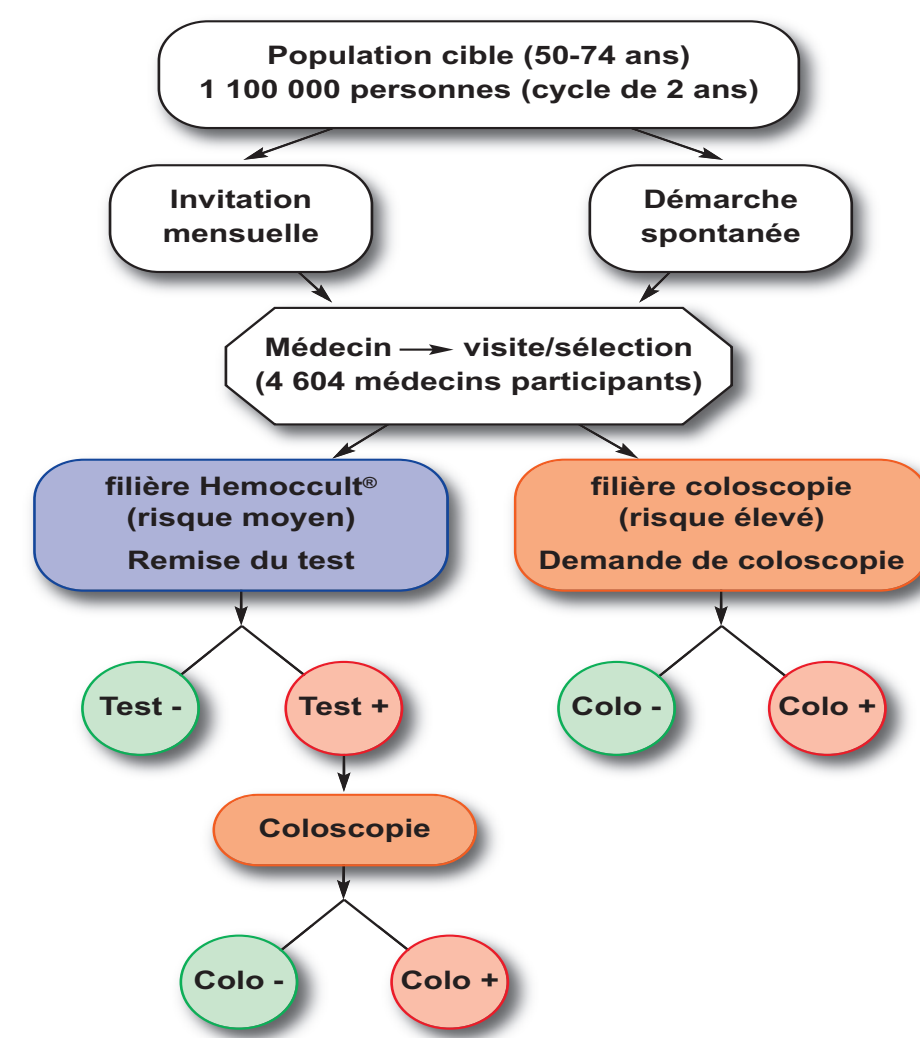 Population cible (50-74 ans)
1 100 000 personnes (cycle de 2 ans)
Invitation
mensuelle
Démarche
spontanée
Médecin → visite/sélection
(4 604 médecins participants)
filière Hemoccult®
(risque moyen)
Remise du test
filière coloscopie
(risque élevé)
Demande de coloscopie
Test -
Test +
Colo -
Colo +
Coloscopie
Colo -
Colo +